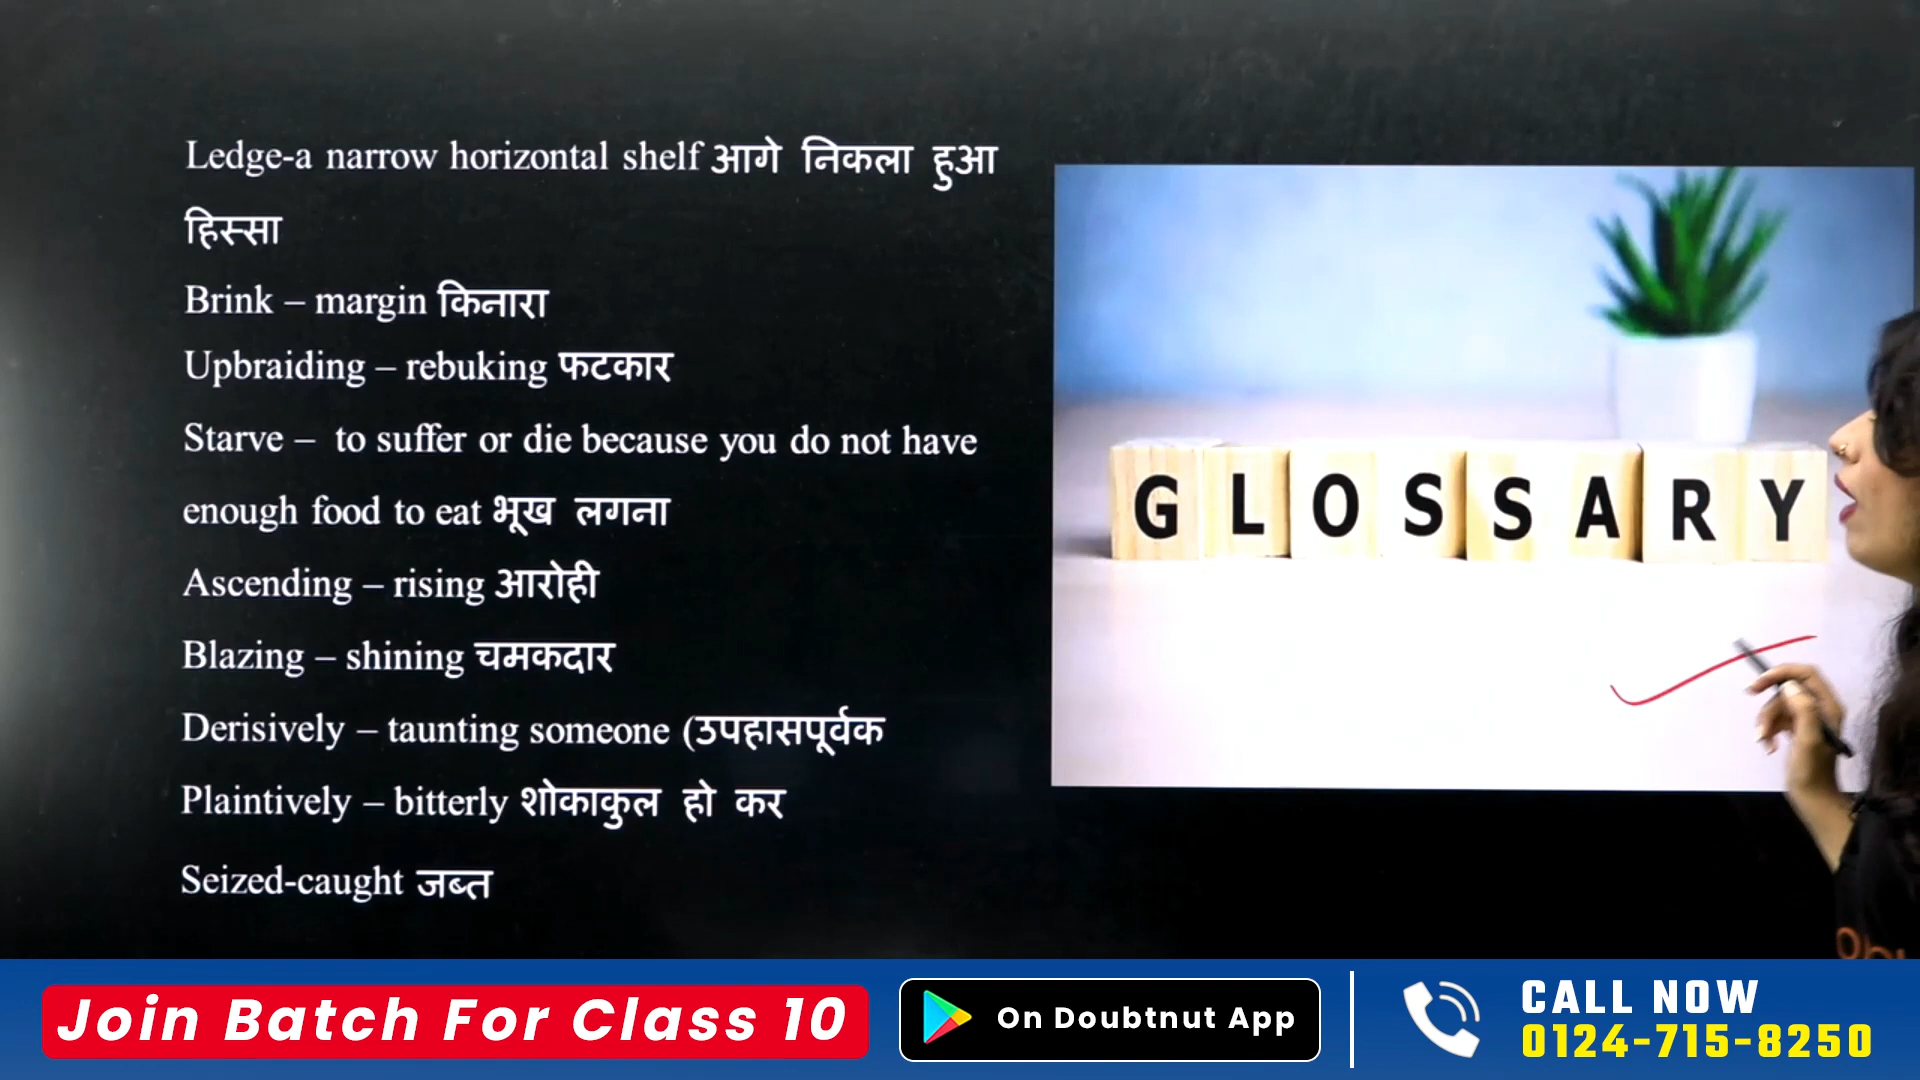 Ledge-a narrow horizontal shelf आगे निकला हुआ
हिस्सा
Brink – margin किनारा
Upbraiding – rebuking फटकार
Starve – to suffer or die because you do not have
enough food to eat भूख लगना
Ascending – rising आरोही
Blazing – shining चमकदार
Derisively – taunting someone (उपहासपूर्वक
Plaintively – bitterly शोकाकुल हो कर
Seized-caught जब्त
GLOSSARY
Join Batch For Class 10
On Doubtnut App
CALL NOW
0124-715-8250